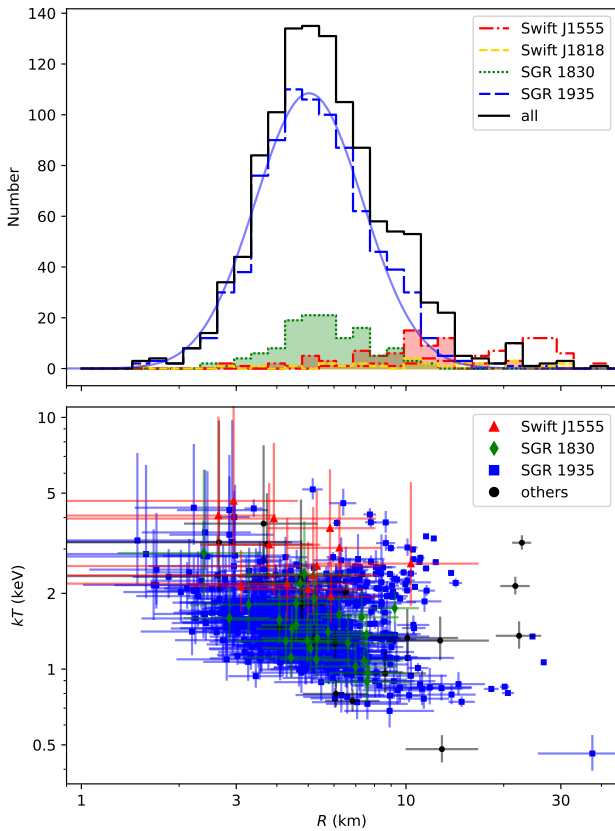 140
120
100
80
60
40
20
0
Number
Swift J1555
Swift J1818
SGR 1830
SGR 1935
all
10
5
3
2
1
0.5
kT (keV)
Swift J1555
SGR 1830
SGR 1935
others
1
3
10
30
R (km)